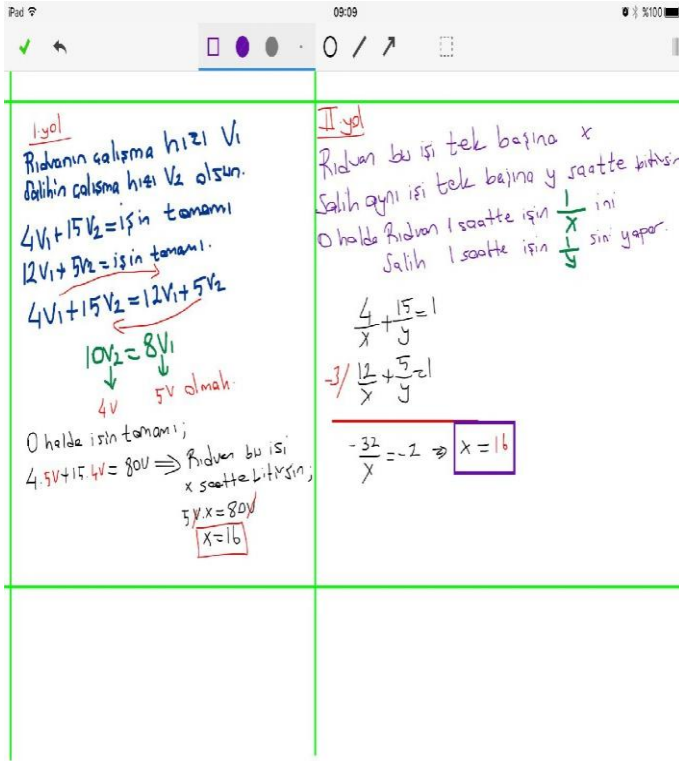 iPad
09:09
%100
I.yol
Rıdvanın çalışma hızı V1
Salihin çalışma hızı V2 olsun.
4V1+15V2=işin tamamı
12V1+5V2=işin tamamı.
4V1+15V2=12V1+5V2
10V2=8V1
4V 5V olmalı.
O halde işin tamamı;
4.5V+15.4V=80V⇒ Rıdvan bu işi
x saatte bitirsin;
5V.x=80V
x=16
II.yol
Rıdvan bu işi tek başına x
Salih aynı işi tek başına y saatte bitirsin
O halde Rıdvan 1 saatte işin 1/x ini
Salih 1 saatte işin 1/y sini yapar.
4/x+15/y=1
-3/ 12/x+5/y=1
-32/x=-2 ⇒ x=16